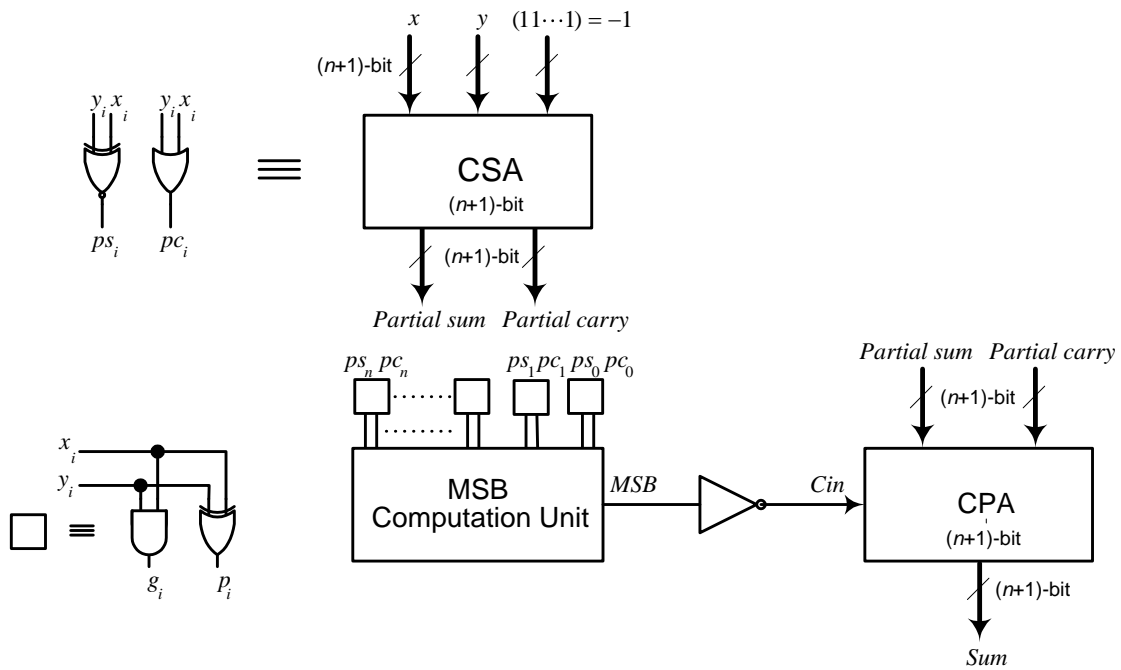 x y (11⋯1) = −1
(n+1)-bit
y_i x_i y_i x_i
CSA
(n+1)-bit
ps_i pc_i
(n+1)-bit
Partial sum Partial carry
ps_n pc_n ps_1 pc_1 ps_0 pc_0
Partial sum Partial carry
(n+1)-bit
x_i
y_i
MSB
Computation Unit
MSB
Cin
CPA
(n+1)-bit
g_i p_i
(n+1)-bit
Sum